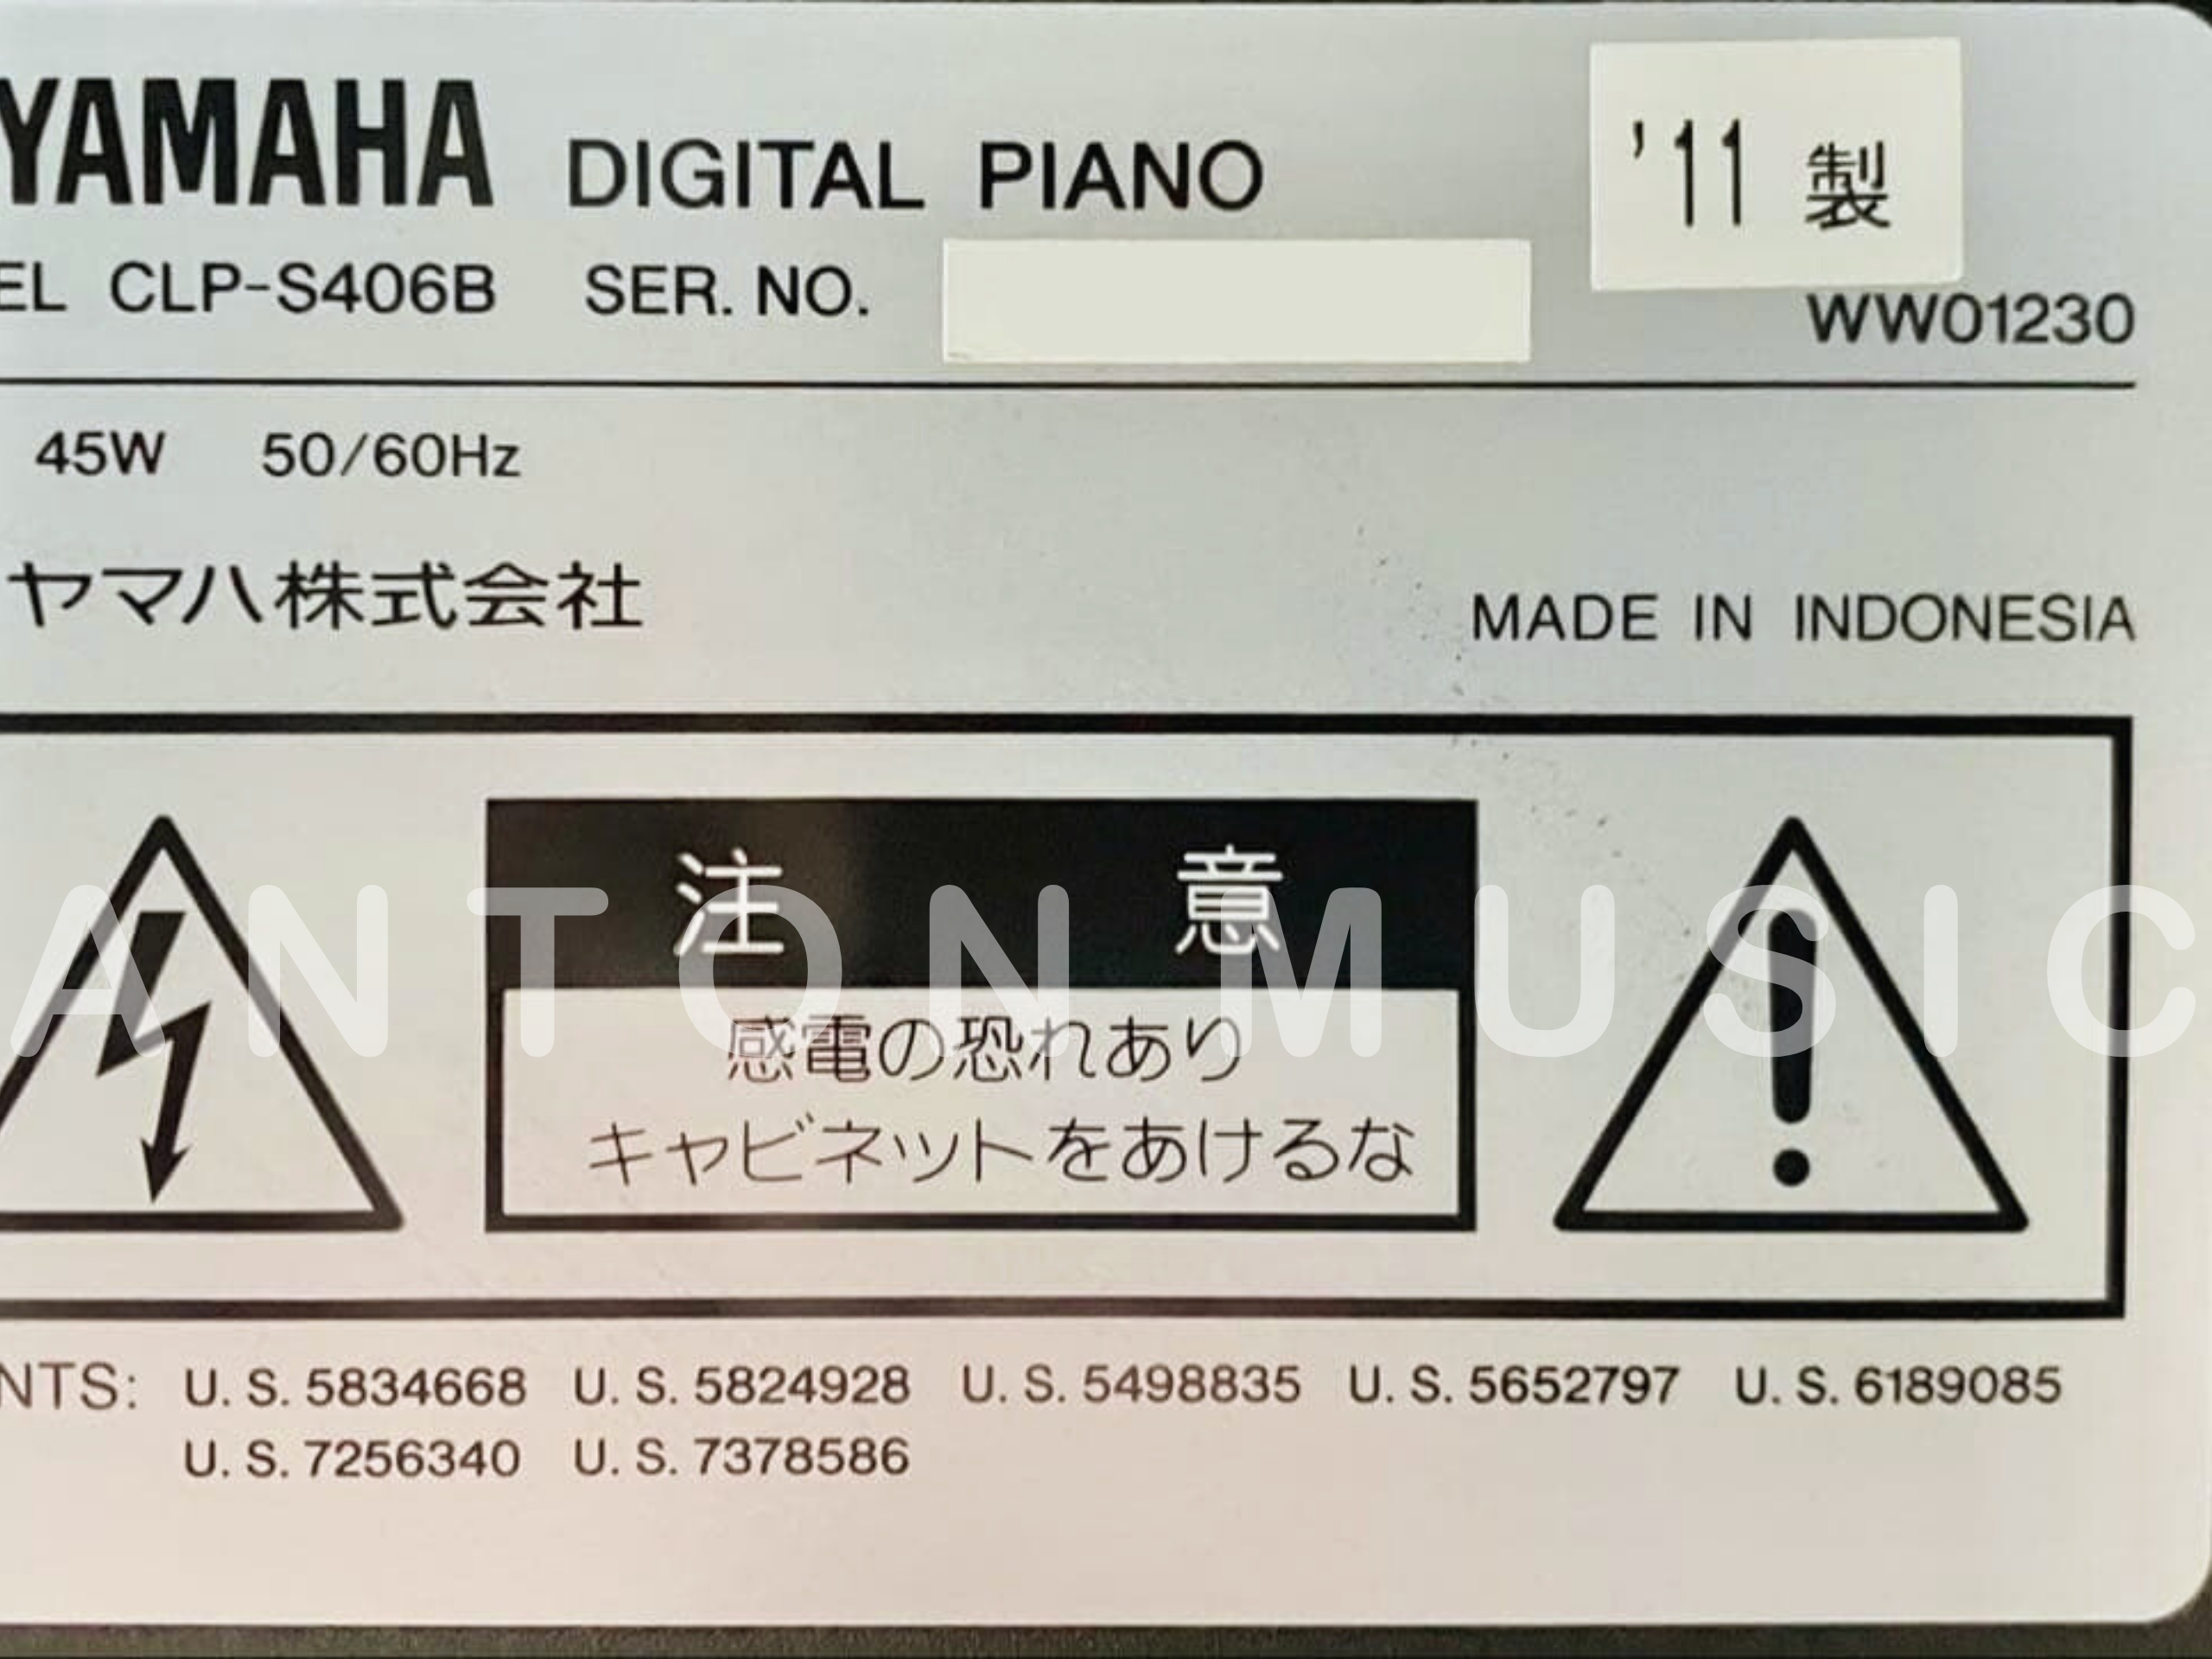 YAMAHA DIGITAL PIANO '11 製
EL CLP-S406B SER. NO. WW01230
45W 50/60Hz
ヤマハ株式会社
MADE IN INDONESIA
注意
感電の恐れあり
キャビネットをあけるな
ANTON MUSIC
NTS: U.S.5834668 U.S.5824928 U.S.5498835 U.S.5652797 U.S.6189085
U.S.7256340 U.S.7378586